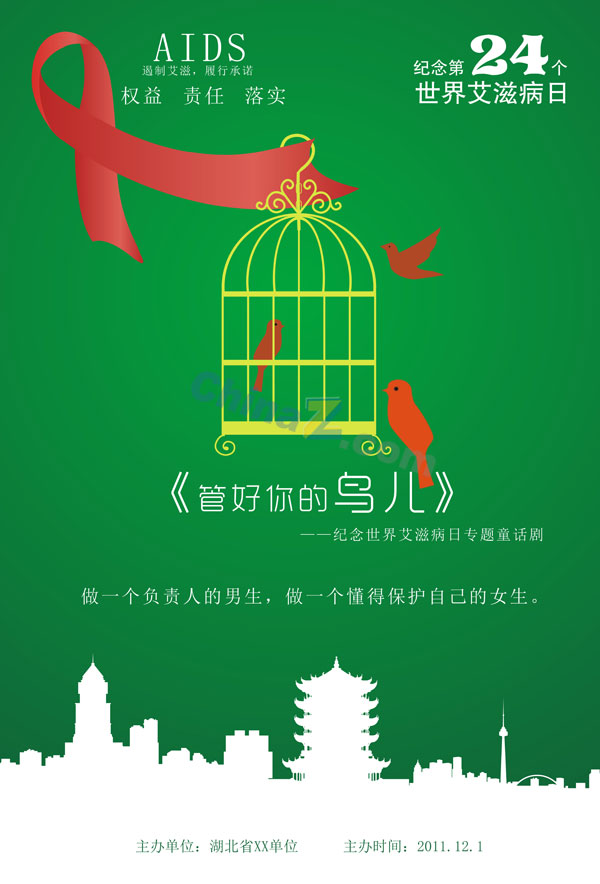 AIDS
遏制艾滋，履行承诺
权益 责任 落实
纪念第24个
世界艾滋病日
ChinaZ.com
《管好你的鸟儿》
——纪念世界艾滋病日专题童话剧
做一个负责人的男生，做一个懂得保护自己的女生。
主办单位：湖北省XX单位 主办时间：2011.12.1